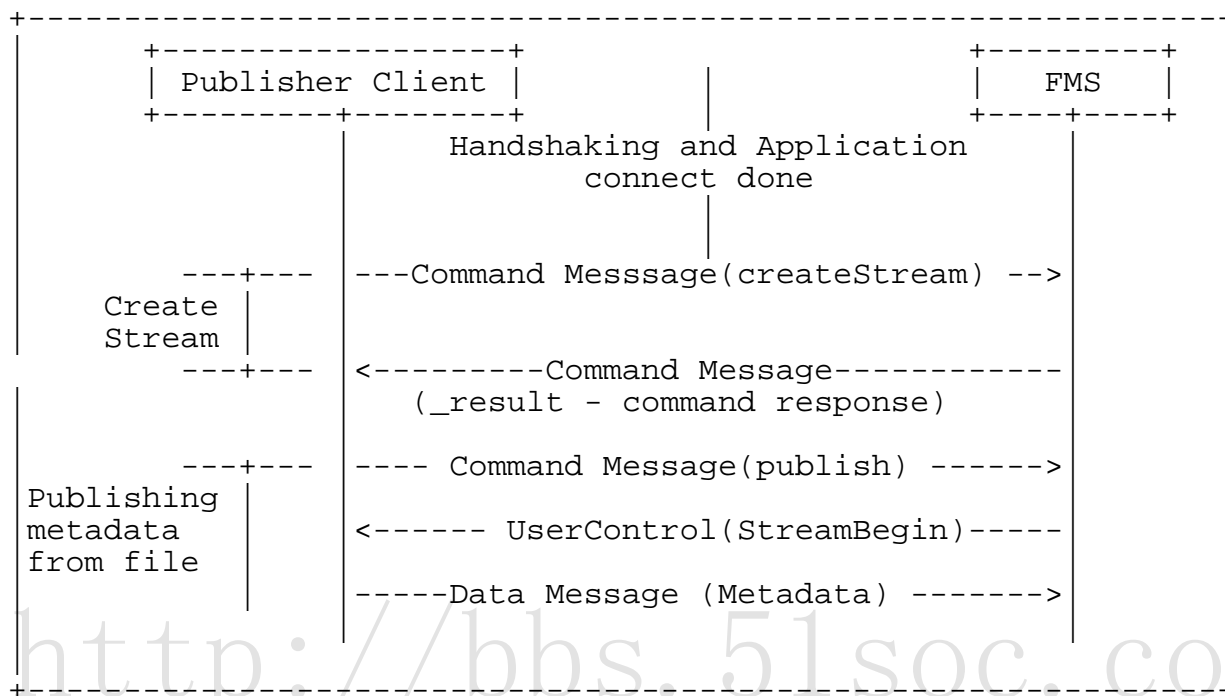 Publisher Client
FMS
Handshaking and Application
connect done
---+--- ---Command Messsage(createStream) -->
Create
Stream
---+--- <---------Command Message------------
(_result - command response)
---+--- ---- Command Message(publish) ------>
Publishing
metadata
from file
<------ UserControl(StreamBegin)-----
-----Data Message (Metadata) ------->
http://bbs.51soc.co